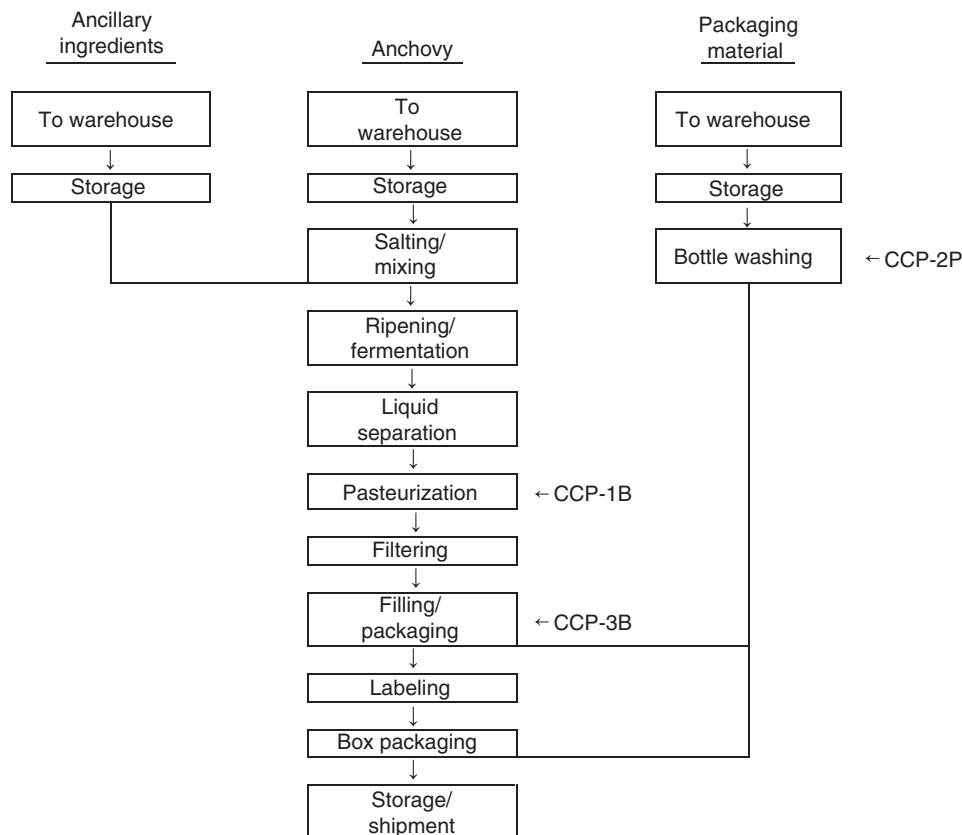 Ancillary
ingredients
Anchovy
Packaging
material
To warehouse
To
warehouse
To warehouse
Storage
Storage
Storage
Salting/
mixing
Bottle washing
←CCP-2P
Ripening/
fermentation
Liquid
separation
Pasteurization
←CCP-1B
Filtering
Filling/
packaging
←CCP-3B
Labeling
Box packaging
Storage/
shipment